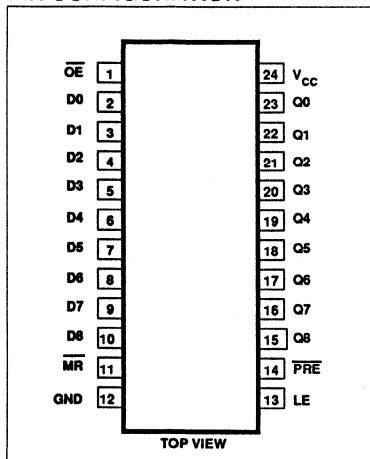 OE 1 24 VCC
D0 2 23 Q0
D1 3 22 Q1
D2 4 21 Q2
D3 5 20 Q3
D4 6 19 Q4
D5 7 18 Q5
D6 8 17 Q6
D7 9 16 Q7
D8 10 15 Q8
MR 11 14 PRE
GND 12 13 LE
TOP VIEW